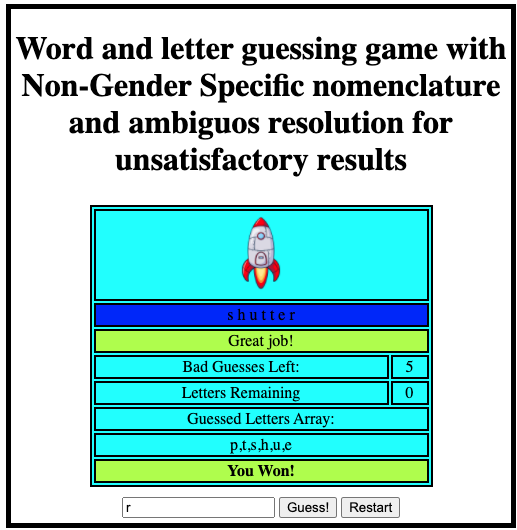 Word and letter guessing game with
Non-Gender Specific nomenclature
and ambiguos resolution for
unsatisfactory results
s h u t t e r
Great job!
Bad Guesses Left: 5
Letters Remaining 0
Guessed Letters Array:
p,t,s,h,u,e
You Won!
r Guess! Restart